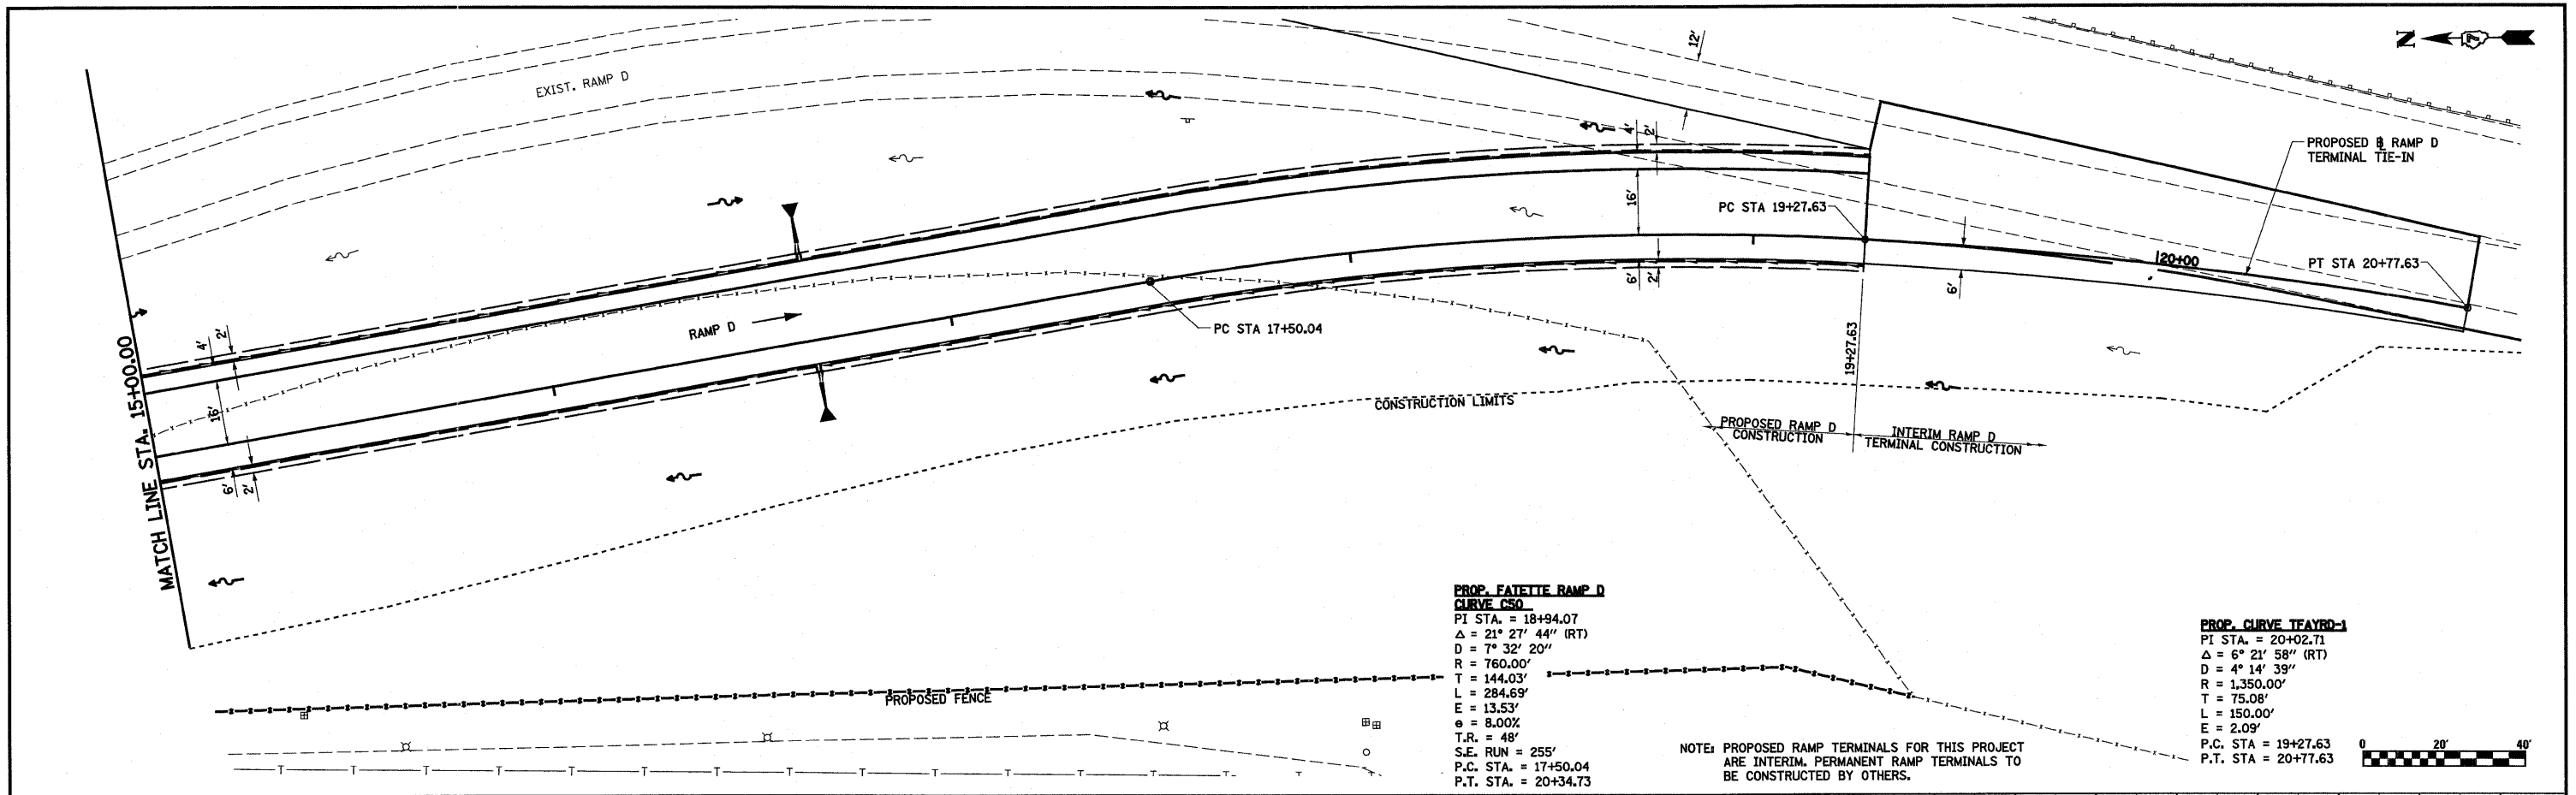 EXIST. RAMP D
12'
N
4'
2'
16'
PROPOSED ℄ RAMP D
TERMINAL TIE-IN
PC STA 19+27.63
20+00
PT STA 20+77.63
6'
2'
6'
RAMP D
PC STA 17+50.04
19+27.63
4'
2'
16'
6'
2'
MATCH LINE STA. 15+00.00
CONSTRUCTION LIMITS
PROPOSED RAMP D
CONSTRUCTION
INTERIM RAMP D
TERMINAL CONSTRUCTION
PROPOSED FENCE
PROP. FATETTE RAMP D
CURVE C50
PI STA. = 18+94.07
Δ = 21° 27' 44" (RT)
D = 7° 32' 20"
R = 760.00'
T = 144.03'
L = 284.69'
E = 13.53'
e = 8.00%
T.R. = 48'
S.E. RUN = 255'
P.C. STA. = 17+50.04
P.T. STA. = 20+34.73
NOTE: PROPOSED RAMP TERMINALS FOR THIS PROJECT
ARE INTERIM. PERMANENT RAMP TERMINALS TO
BE CONSTRUCTED BY OTHERS.
PROP. CURVE TFAYRD-1
PI STA. = 20+02.71
Δ = 6° 21' 58" (RT)
D = 4° 14' 39"
R = 1,350.00'
T = 75.08'
L = 150.00'
E = 2.09'
P.C. STA = 19+27.63
P.T. STA = 20+77.63
0 20' 40'